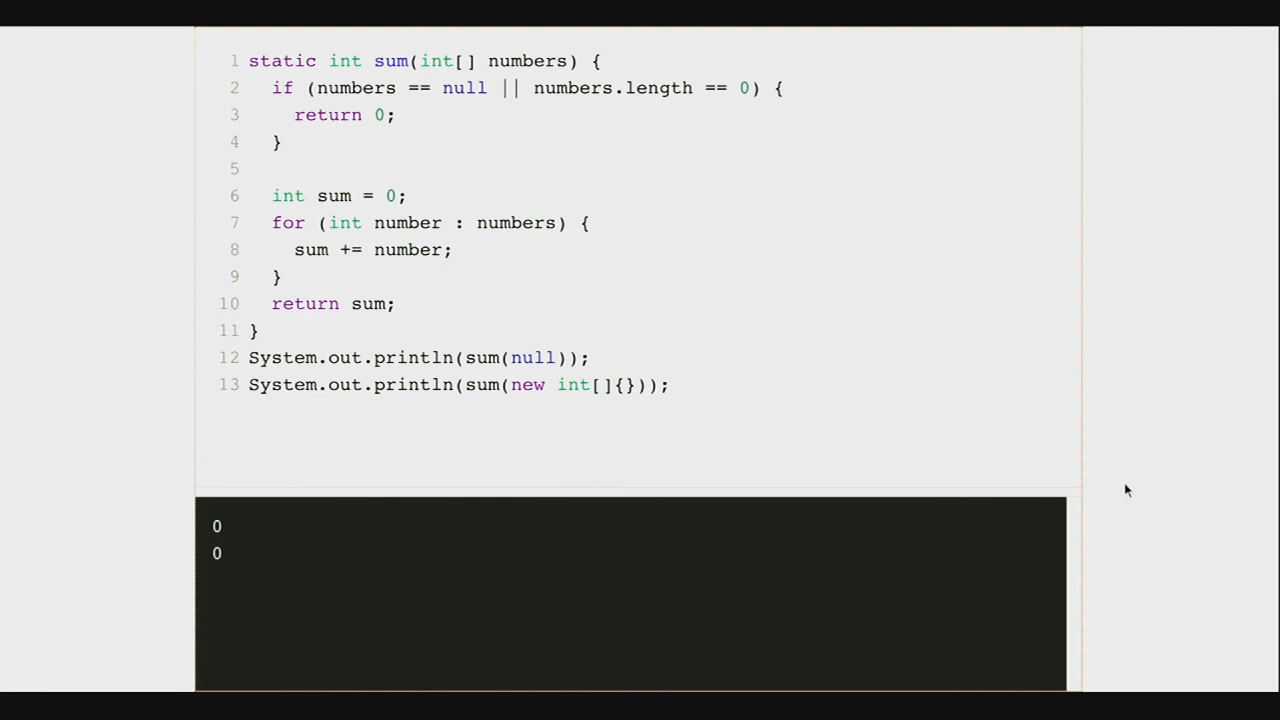 1 static int sum(int[] numbers) {
2   if (numbers == null || numbers.length == 0) {
3     return 0;
4   }
5
6   int sum = 0;
7   for (int number : numbers) {
8     sum += number;
9   }
10   return sum;
11 }
12 System.out.println(sum(null));
13 System.out.println(sum(new int[]{}));
0
0